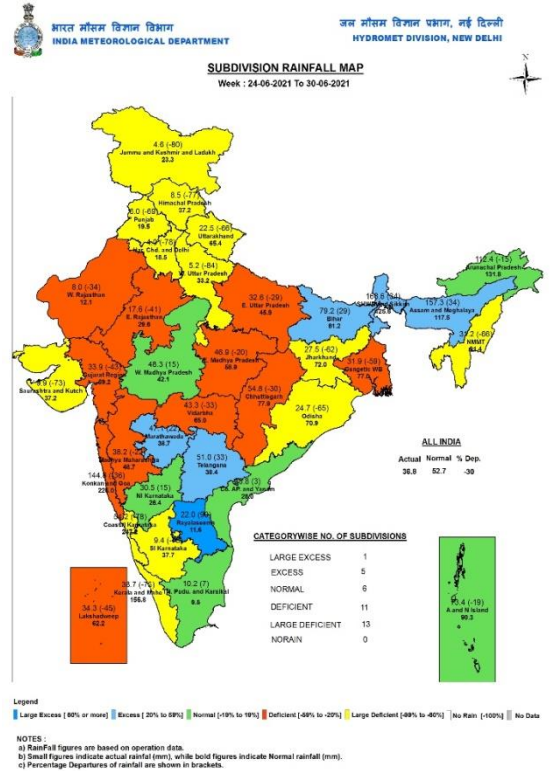 भारत मौसम विज्ञान विभाग
INDIA METEOROLOGICAL DEPARTMENT
जल मौसम विज्ञान प्रभाग, नई दिल्ली
HYDROMET DIVISION, NEW DELHI
SUBDIVISION RAINFALL MAP
Week : 24-06-2021 To 30-06-2021
N
4.6 (-80)
Jammu and Kashmir and Ladakh
23.3
8.5 (-77)
Himachal Pradesh
37.2
6.0 (-69)
Punjab
19.5
22.5 (-66)
Uttarakhand
65.4
4.0 (-78)
Har. Chd. and Delhi
18.5
5.2 (-84)
W. Uttar Pradesh
33.2
8.0 (-34)
W. Rajasthan
12.1
17.6 (-41)
E. Rajasthan
29.8
32.6 (-29)
E. Uttar Pradesh
45.9
79.2 (29)
Bihar
61.2
157.3 (34)
Assam and Meghalaya
117.5
112.4 (-15)
Arunachal Pradesh
131.8
31.2 (-66)
NMMT
27.5 (-62)
Jharkhand
72.0
31.9 (-59)
Gangetic WB
77.0
33.9 (-43)
Gujarat Region
59.2
9.9 (-73)
Saurashtra and Kutch
37.2
48.3 (15)
W. Madhya Pradesh
42.1
46.9 (-20)
E. Madhya Pradesh
58.8
54.8 (-30)
Chhattisgarh
77.8
43.3 (-33)
Vidarbha
65.0
24.7 (-65)
Odisha
70.9
47.1 (22)
Marathawada
38.7
Madhya Maharashtra
48.7
Konkan and Goa
51.0 (33)
Telangana
38.4
30.5 (15)
NI Karnataka
26.4
Coastal Karnataka
22.0
Rayalaseema
11.6
SI Karnataka
37.7
Kerala and Mahe
156.6
10.2 (7)
9.5
34.3 (-45)
Lakshadweep
62.2
A and N Island
90.3
ALL INDIA
Actual Normal % Dep.
36.8 52.7 -30
CATEGORYWISE NO. OF SUBDIVISIONS
LARGE EXCESS 1
EXCESS 5
NORMAL 6
DEFICIENT 11
LARGE DEFICIENT 13
NORAIN 0
Legend
Large Excess [ 60% or more] Excess [ 20% to 59%] Normal [-19% to 19%] Deficient [-59% to -20%] Large Deficient [-99% to -60%] No Rain [-100%] No Data
NOTES :
a) RainFall figures are based on operation data.
b) Small figures indicate actual rainfal (mm), while bold figures indicate Normal rainfall (mm).
c) Percentage Departures of rainfall are shown in brackets.